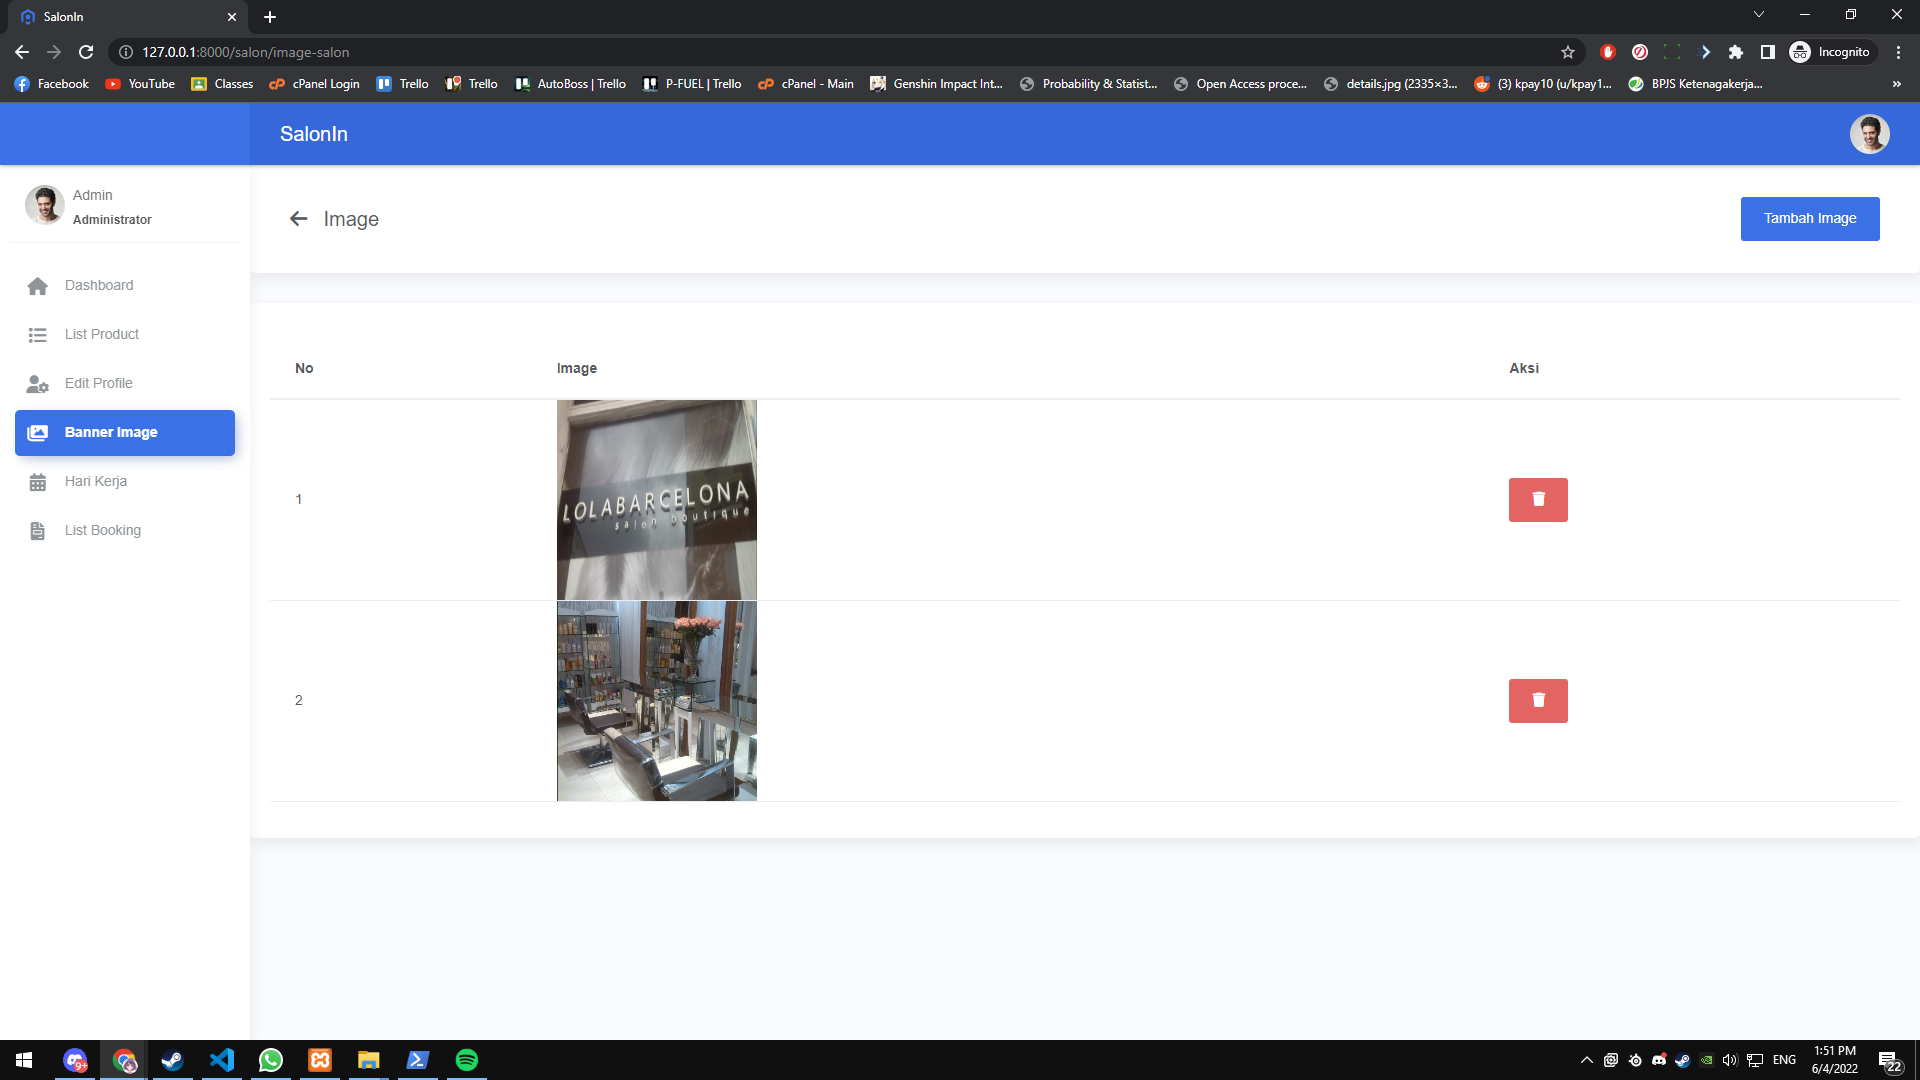 SalonIn
127.0.0.1:8000/salon/image-salon
Incognito
Facebook
YouTube
Classes
cPanel Login
Trello
Trello
AutoBoss | Trello
P-FUEL | Trello
cPanel - Main
Genshin Impact Int...
Probability & Statist...
Open Access proce...
details.jpg (2335×3...
(3) kpay10 (u/kpay1...
BPJS Ketenagakerja...
»
SalonIn
Admin
Administrator
Dashboard
List Product
Edit Profile
Banner Image
Hari Kerja
List Booking
Image
Tambah Image
No Image Aksi
1
LOLABARCELONA
salon boutique
2
9+
ENG
1:51 PM
6/4/2022
22